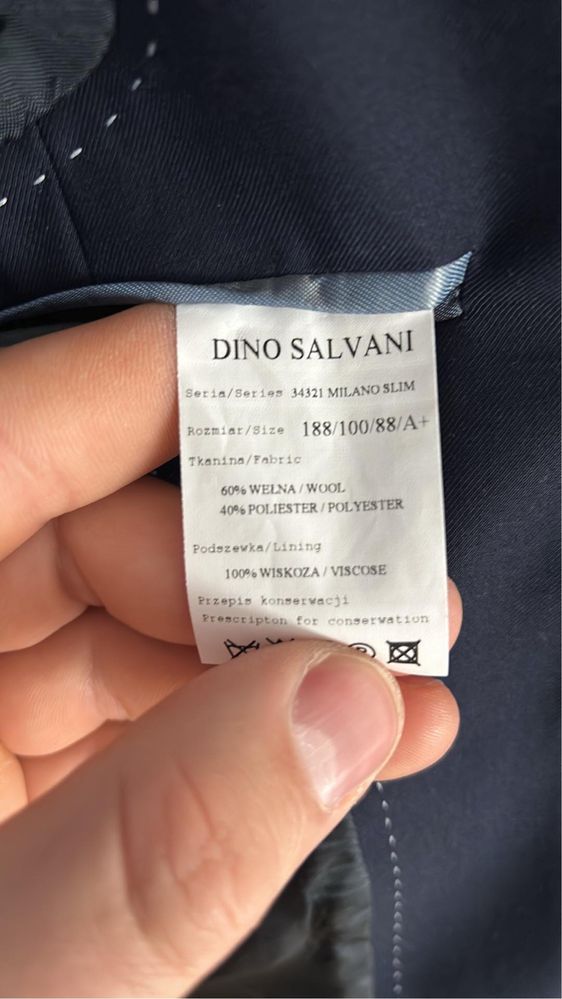 DINO SALVANI
Seria/Series 34321 MILANO SLIM
Rozmiar/Size 188/100/88/A+
Tkanina/Fabric
60% WEŁNA / WOOL
40% POLIESTER / POLYESTER
Podszewka/Lining
100% WISKOZA / VISCOSE
Przepis konserwacji
Prescripton for conserwation